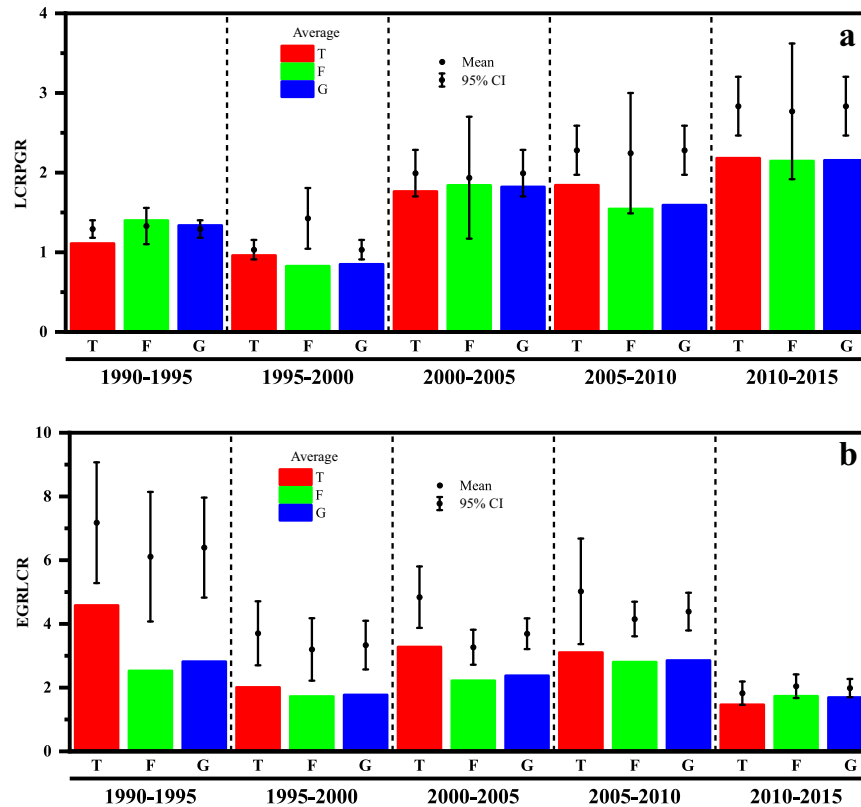 a
4
3
2
1
0
LCRPGR
Average
T
F
G
Mean
95% CI
T F G T F G T F G T F G T F G
1990-1995 1995-2000 2000-2005 2005-2010 2010-2015
b
10
8
6
4
2
0
EGRLCR
Average
T
F
G
Mean
95% CI
T F G T F G T F G T F G T F G
1990-1995 1995-2000 2000-2005 2005-2010 2010-2015